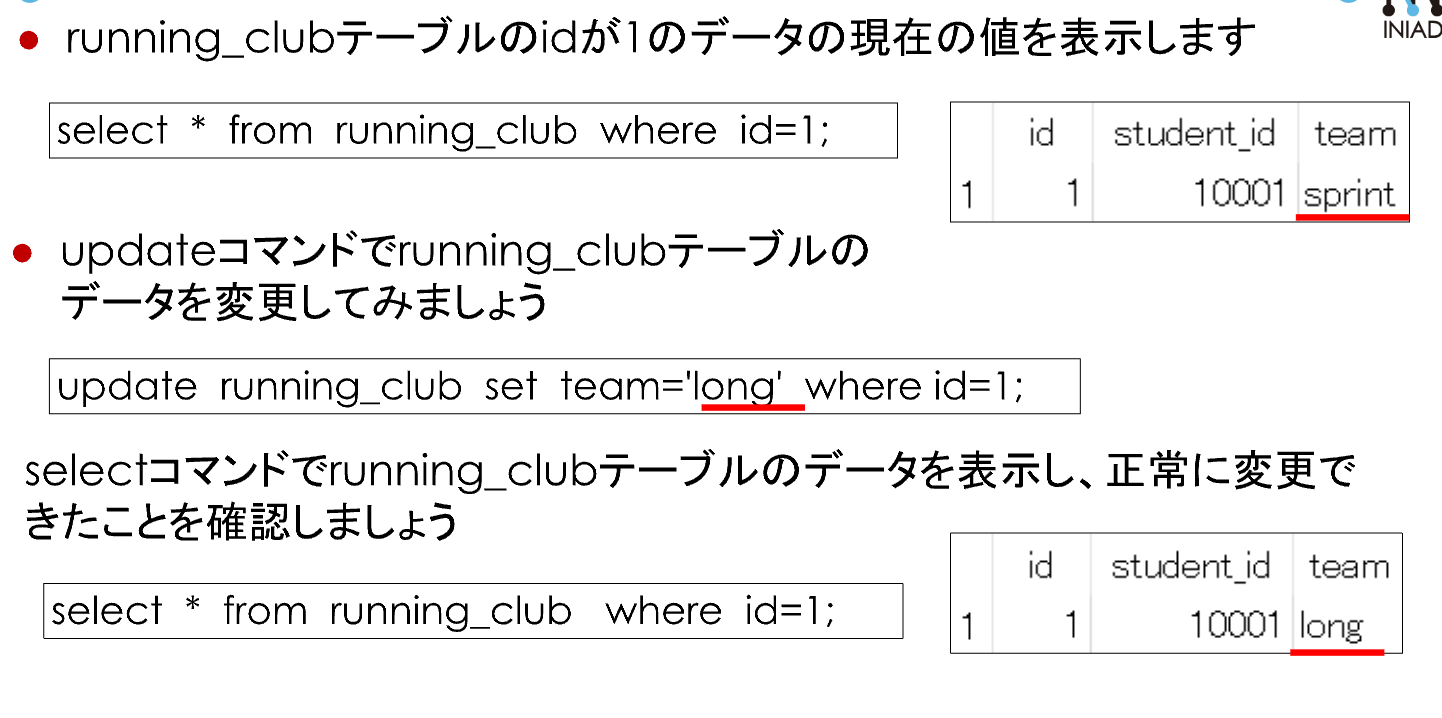 INIAD
● running_clubテーブルのidが1のデータの現在の値を表示します
select * from running_club where id=1;
id student_id team
1 1 10001 sprint
● updateコマンドでrunning_clubテーブルの
データを変更してみましょう
update running_club set team='long' where id=1;
selectコマンドでrunning_clubテーブルのデータを表示し、正常に変更で
きたことを確認しましょう
select * from running_club where id=1;
id student_id team
1 1 10001 long